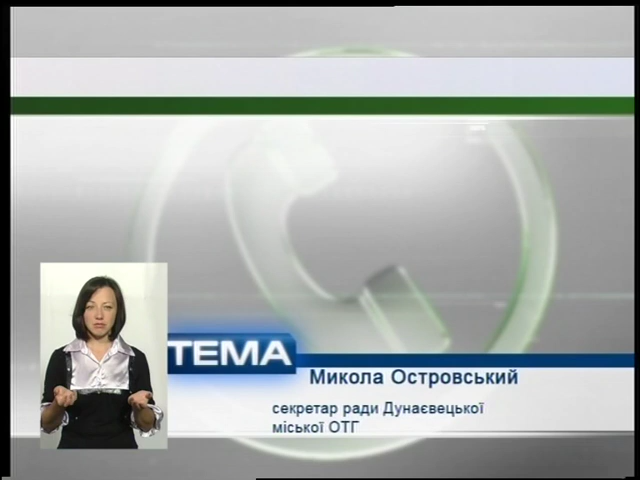 ТЕМА
Микола Островський
секретар ради Дунаєвецької
міської ОТГ